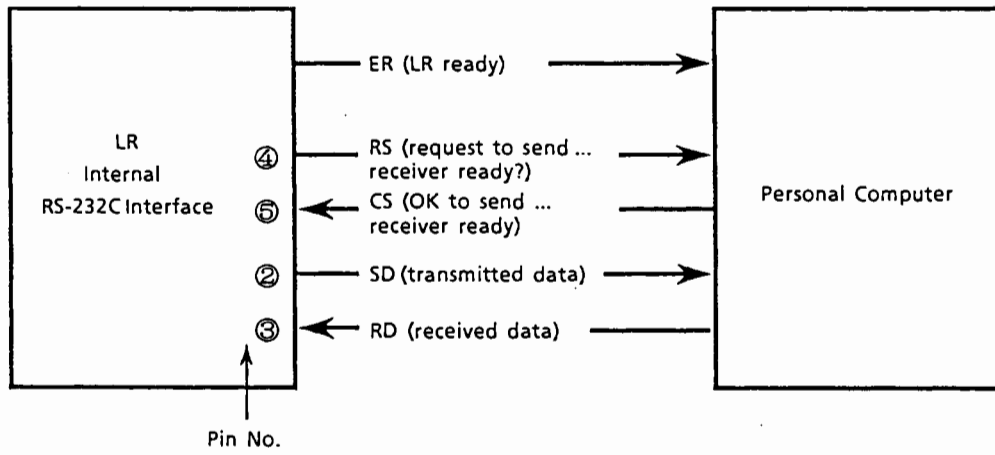 ER (LR ready)
LR
Internal
RS-232C Interface
④
RS (request to send ...
receiver ready?)
⑤
CS (OK to send ...
receiver ready)
②
SD (transmitted data)
③
RD (received data)
Personal Computer
Pin No.